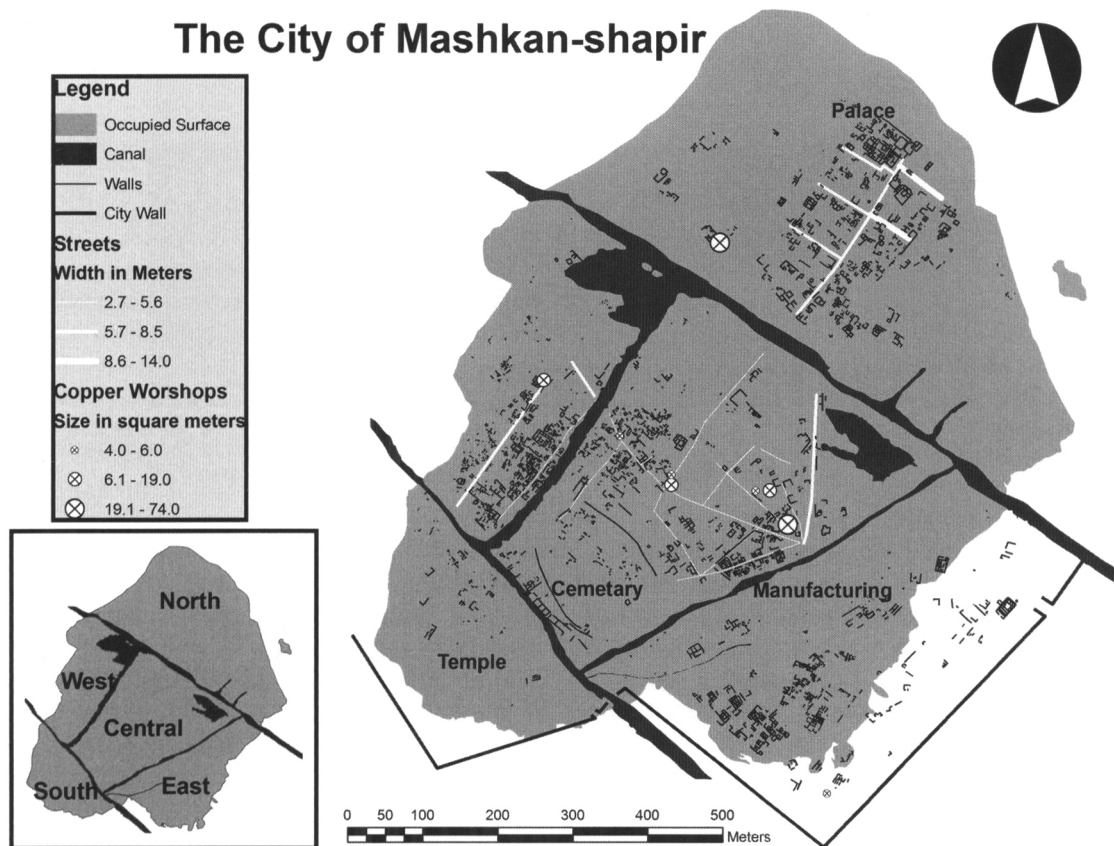 The City of Mashkan-shapir
Legend
Occupied Surface
Canal
Walls
City Wall
Streets
Width in Meters
2.7 - 5.6
5.7 - 8.5
8.6 - 14.0
Copper Worshops
Size in square meters
4.0 - 6.0
6.1 - 19.0
19.1 - 74.0
Palace
Cemetary
Manufacturing
Temple
North
West
Central
South
East
0 50 100 200 300 400 500
Meters